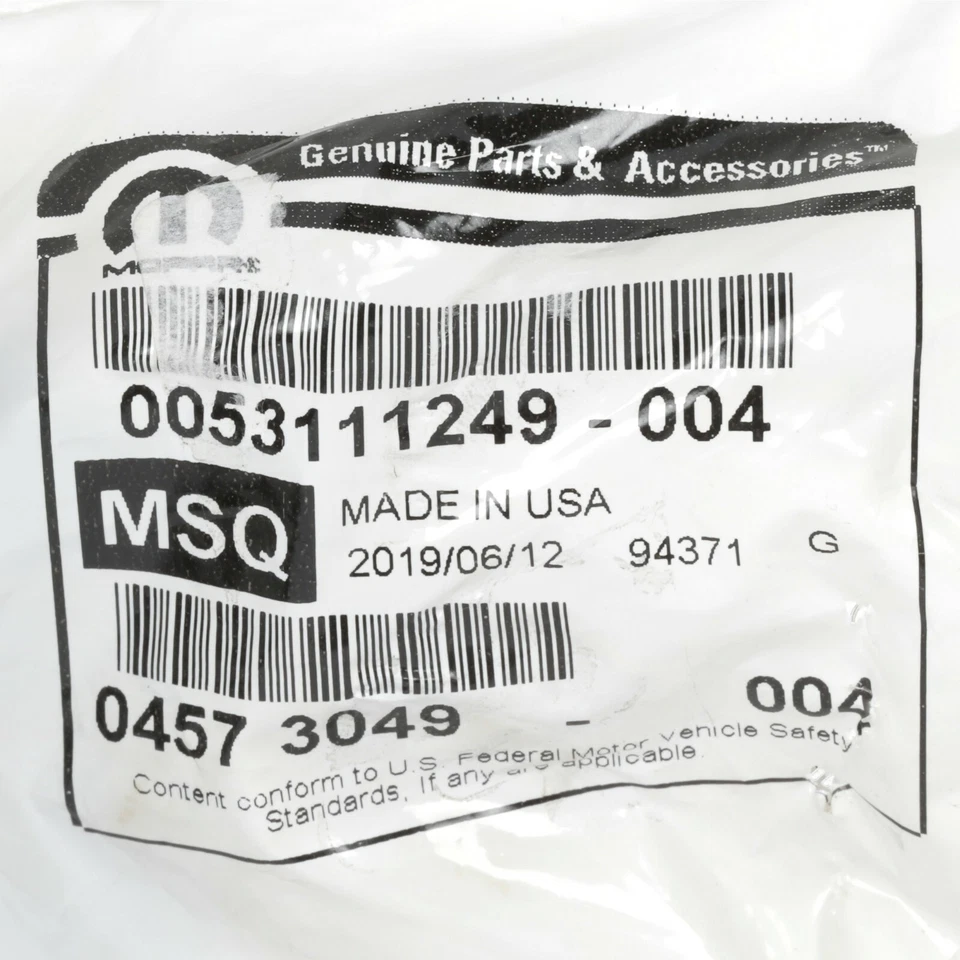 Genuine Parts & Accessories™
MOPAR®
0053111249 - 004
MSQ
MADE IN USA
2019/06/12 94371 G
0457 3049 - 004
Content conform to U.S. Federal Motor vehicle Safety
Standards, If any are applicable.